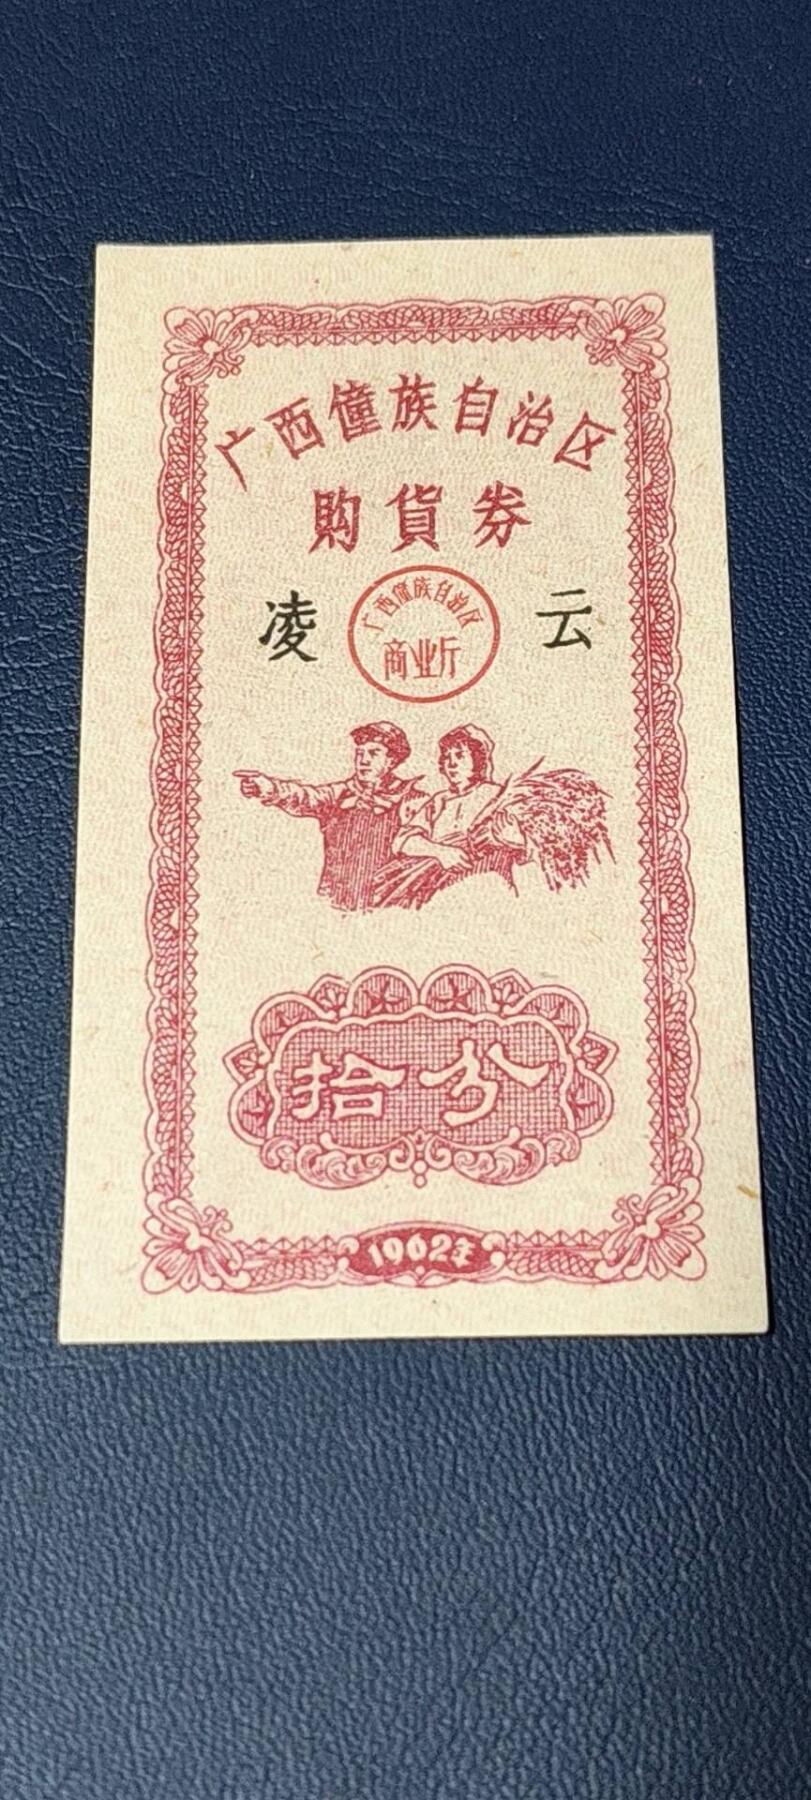 广西僮族自治区
购貨券
凌 云
广西僮族自治区
商业厅
拾分
1962年